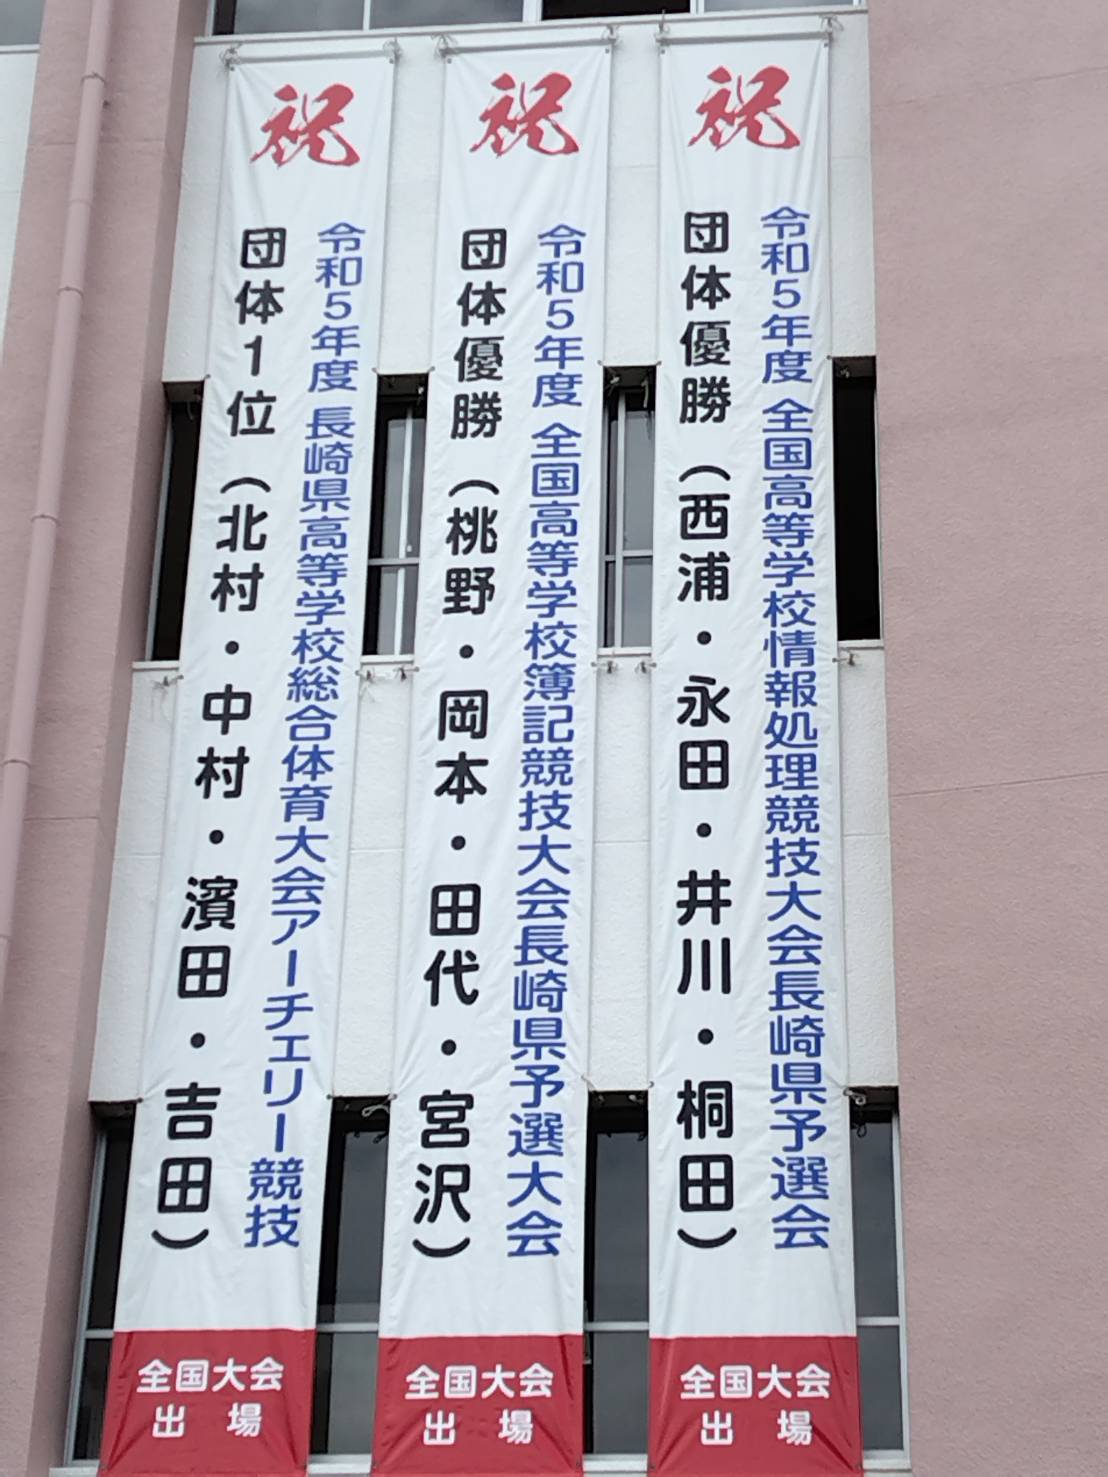 祝
令和5年度 全国高等学校情報処理競技大会長崎県予選会
団体優勝（西浦・永田・井川・桐田）
全国大会
出場
祝
令和5年度 全国高等学校簿記競技大会長崎県予選大会
団体優勝（桃野・岡本・田代・宮沢）
全国大会
出場
祝
令和5年度 長崎県高等学校総合体育大会アーチェリー競技
団体1位（北村・中村・濱田・吉田）
全国大会
出場